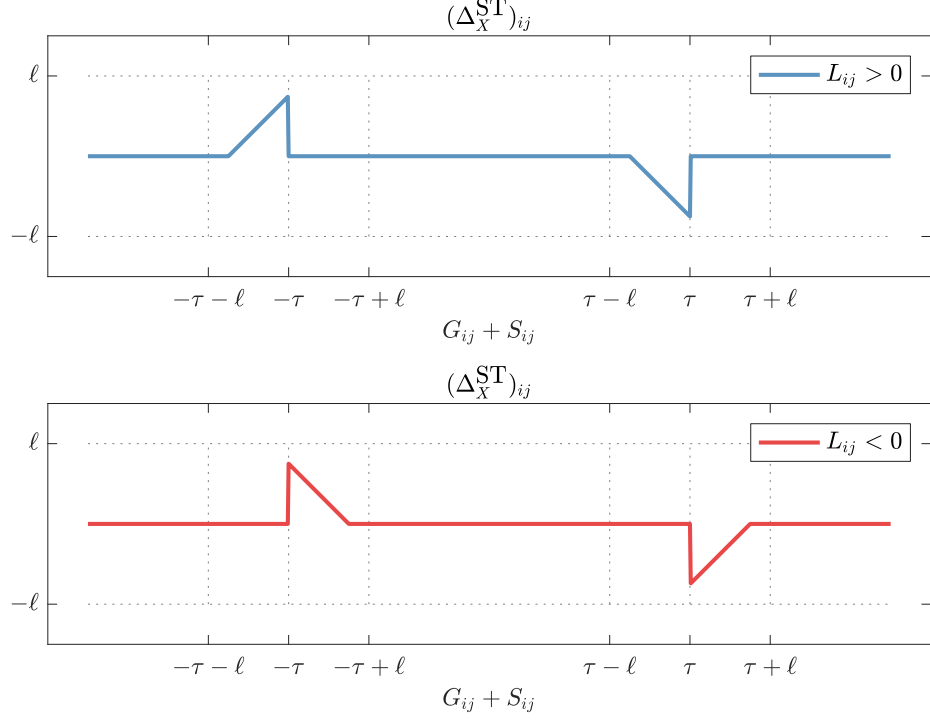 (Δ_X^ST)_ij
ℓ
L_ij > 0
−ℓ
−τ − ℓ −τ −τ + ℓ τ − ℓ τ τ + ℓ
G_ij + S_ij
(Δ_X^ST)_ij
ℓ
L_ij < 0
−ℓ
−τ − ℓ −τ −τ + ℓ τ − ℓ τ τ + ℓ
G_ij + S_ij